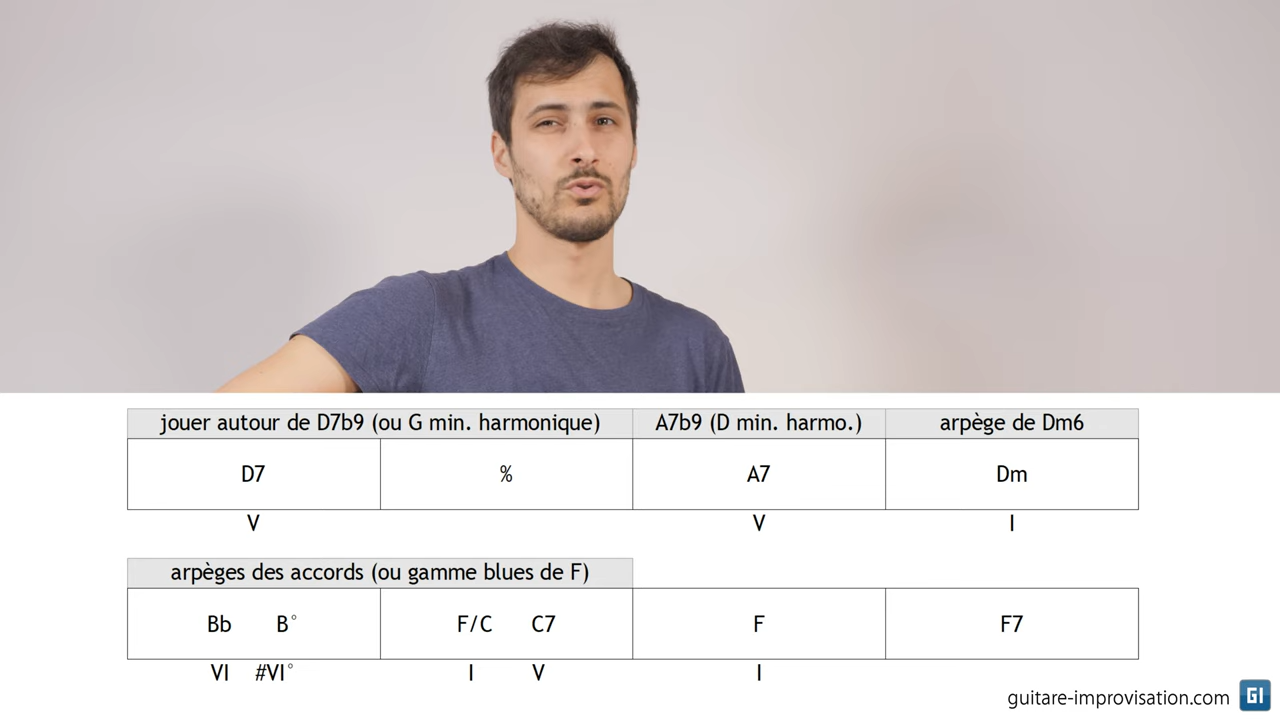 jouer autour de D7b9 (ou G min. harmonique) A7b9 (D min. harmo.) arpège de Dm6
D7 % A7 Dm
V V I
arpèges des accords (ou gamme blues de F)
Bb B° F/C C7 F F7
VI #VI° I V I
guitare-improvisation.com GI